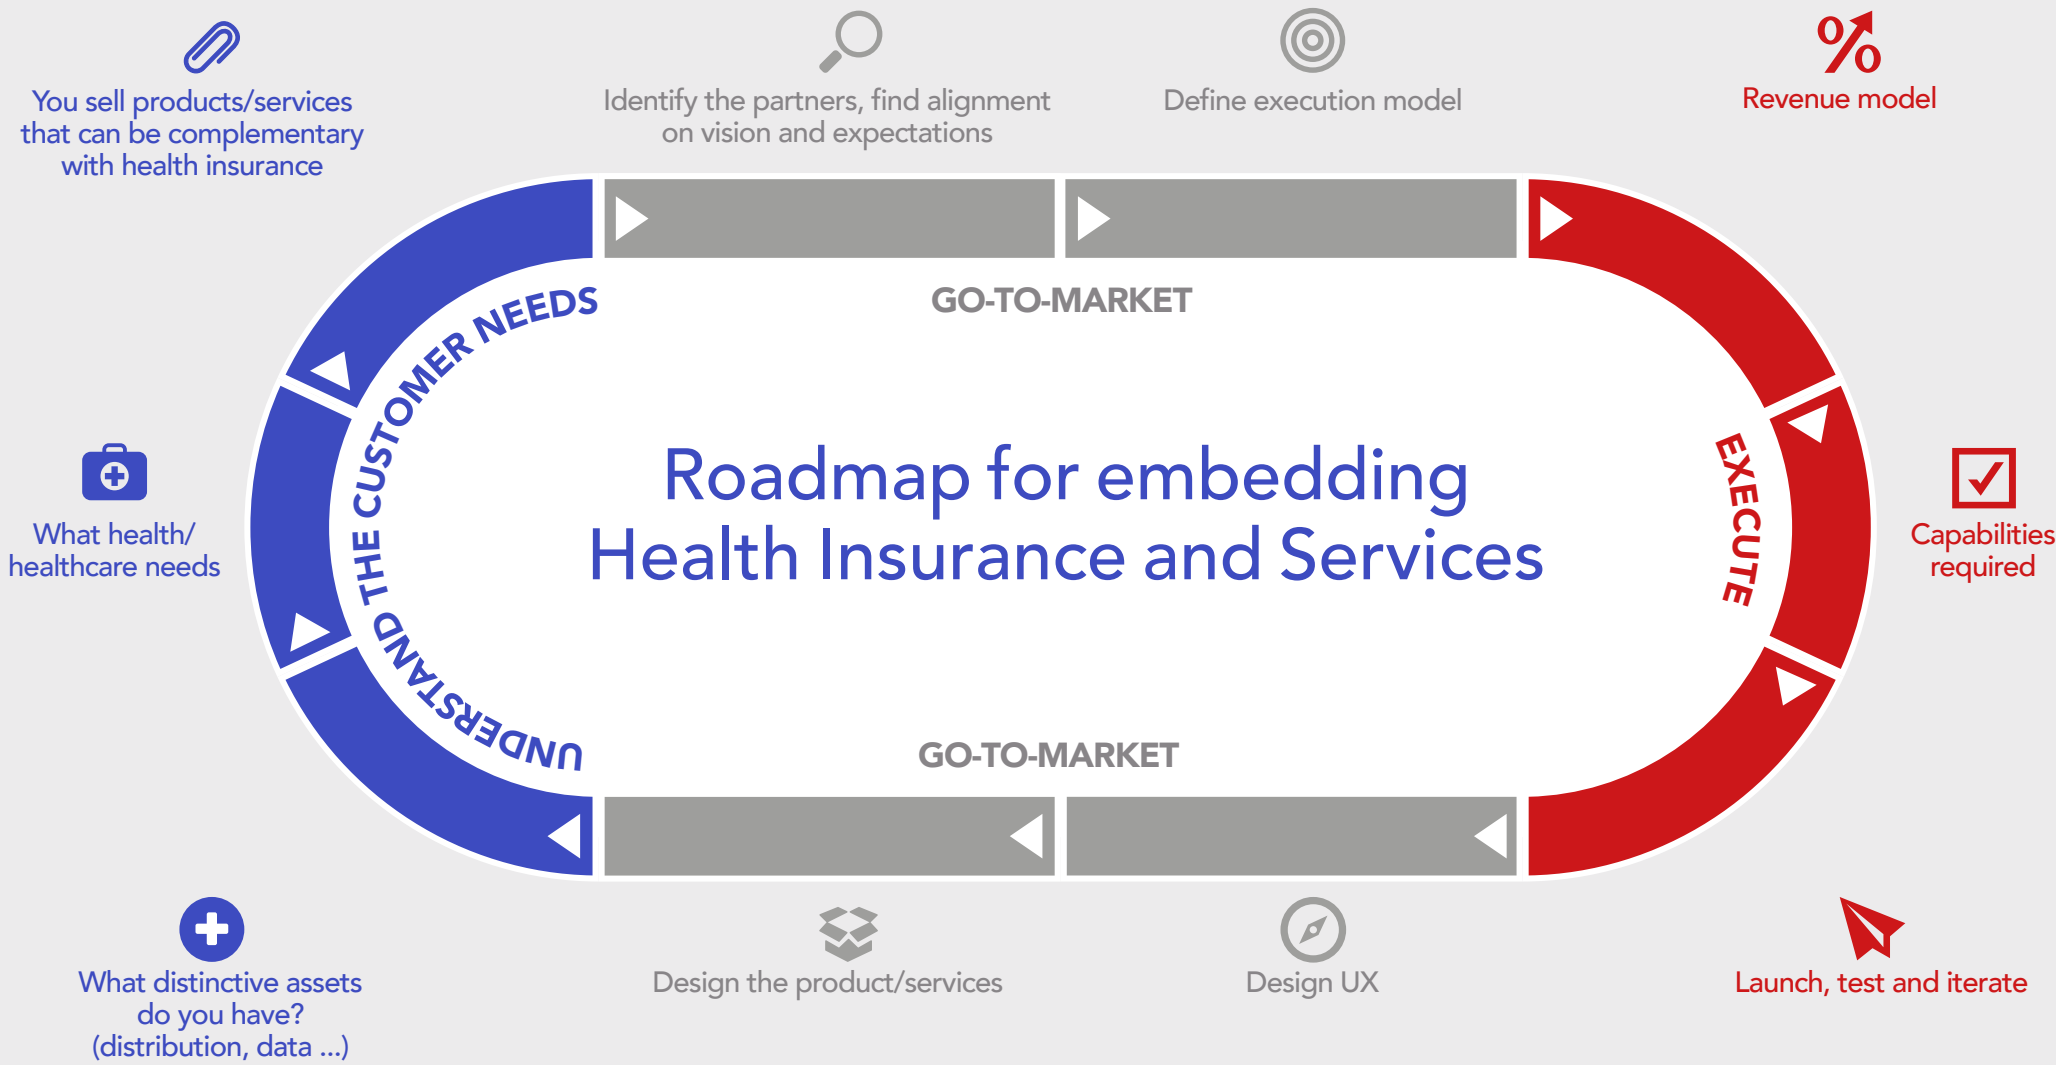 You sell products/services
that can be complementary
with health insurance
Identify the partners, find alignment
on vision and expectations
Define execution model
%
Revenue model
GO-TO-MARKET
UNDERSTAND THE CUSTOMER NEEDS
Roadmap for embedding
Health Insurance and Services
EXECUTE
What health/
healthcare needs
Capabilities
required
GO-TO-MARKET
What distinctive assets
do you have?
(distribution, data ...)
Design the product/services
Design UX
Launch, test and iterate